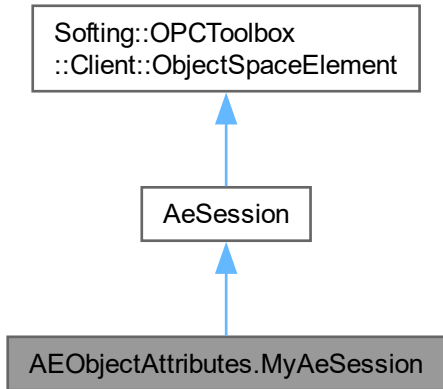 Softing::OPCToolbox
::Client::ObjectSpaceElement
AeSession
AEObjectAttributes.MyAeSession